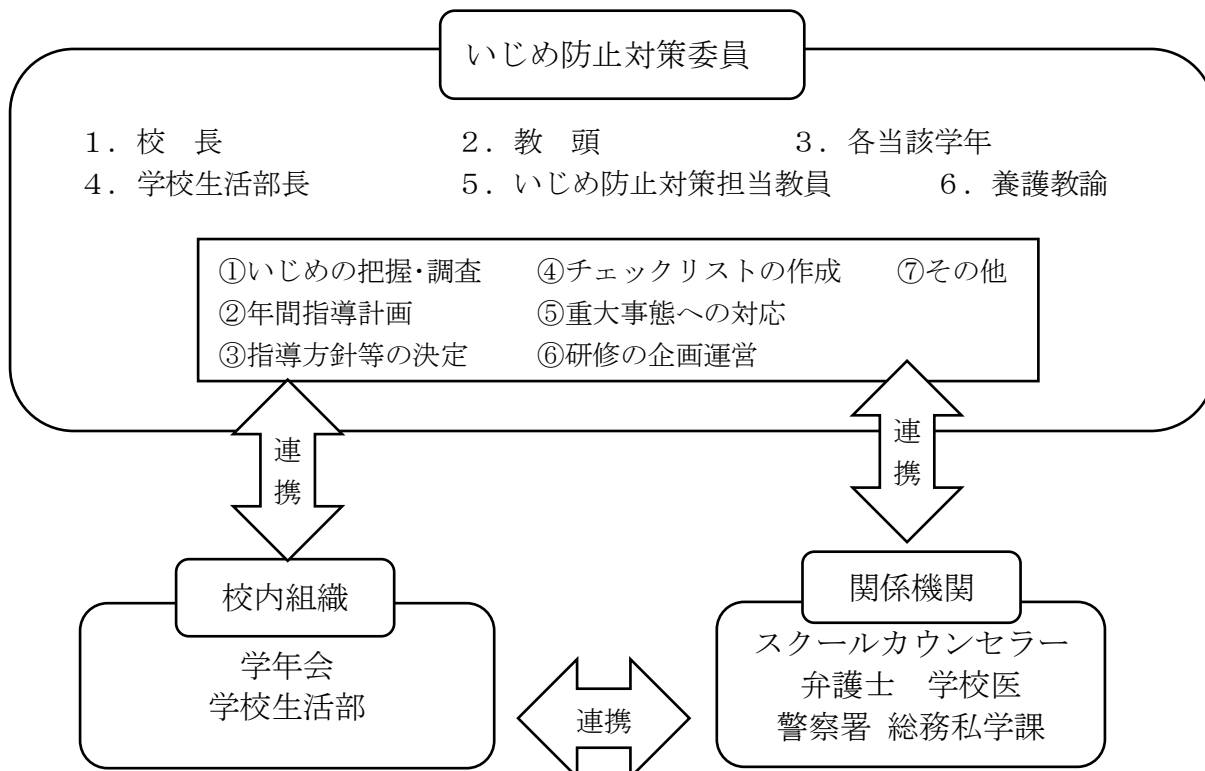 いじめ防止対策委員
１．校　長　２．教　頭　３．各当該学年
４．学校生活部長　５．いじめ防止対策担当教員　６．養護教諭
①いじめの把握・調査　④チェックリストの作成　⑦その他
②年間指導計画　⑤重大事態への対応
③指導方針等の決定　⑥研修の企画運営
連携
連携
校内組織
学年会
学校生活部
連携
関係機関
スクールカウンセラー
弁護士　学校医
警察署 総務私学課